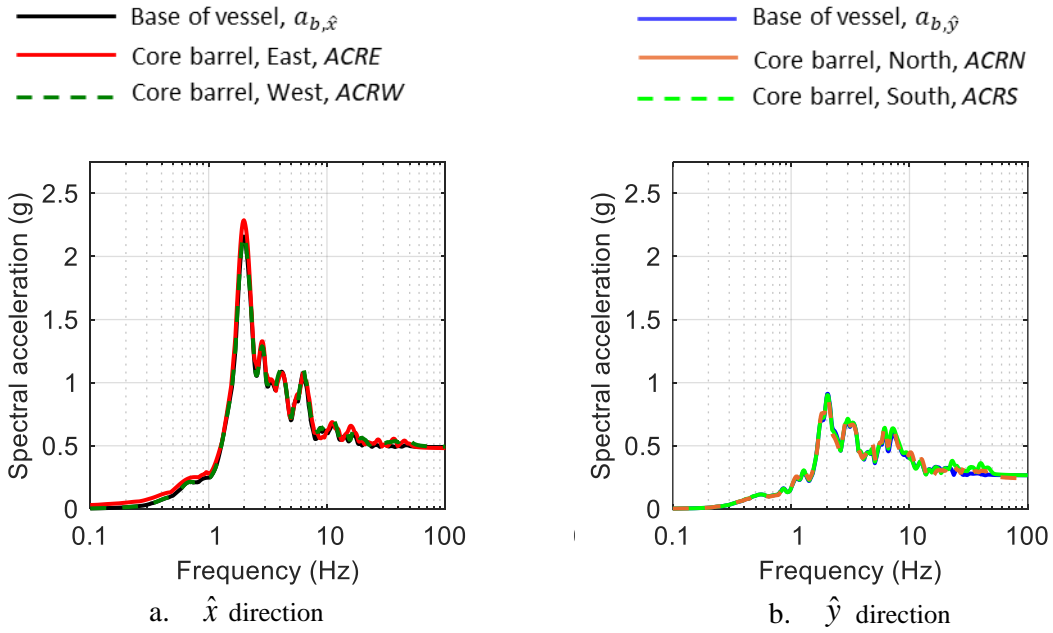 Base of vessel, a_{b,x̂}
Core barrel, East, ACRE
Core barrel, West, ACRW
Base of vessel, a_{b,ŷ}
Core barrel, North, ACRN
Core barrel, South, ACRS
Spectral acceleration (g)
2.5
2
1.5
1
0.5
0
0.1 1 10 100
Frequency (Hz)
a. x̂ direction
Spectral acceleration (g)
2.5
2
1.5
1
0.5
0
0.1 1 10 100
Frequency (Hz)
b. ŷ direction